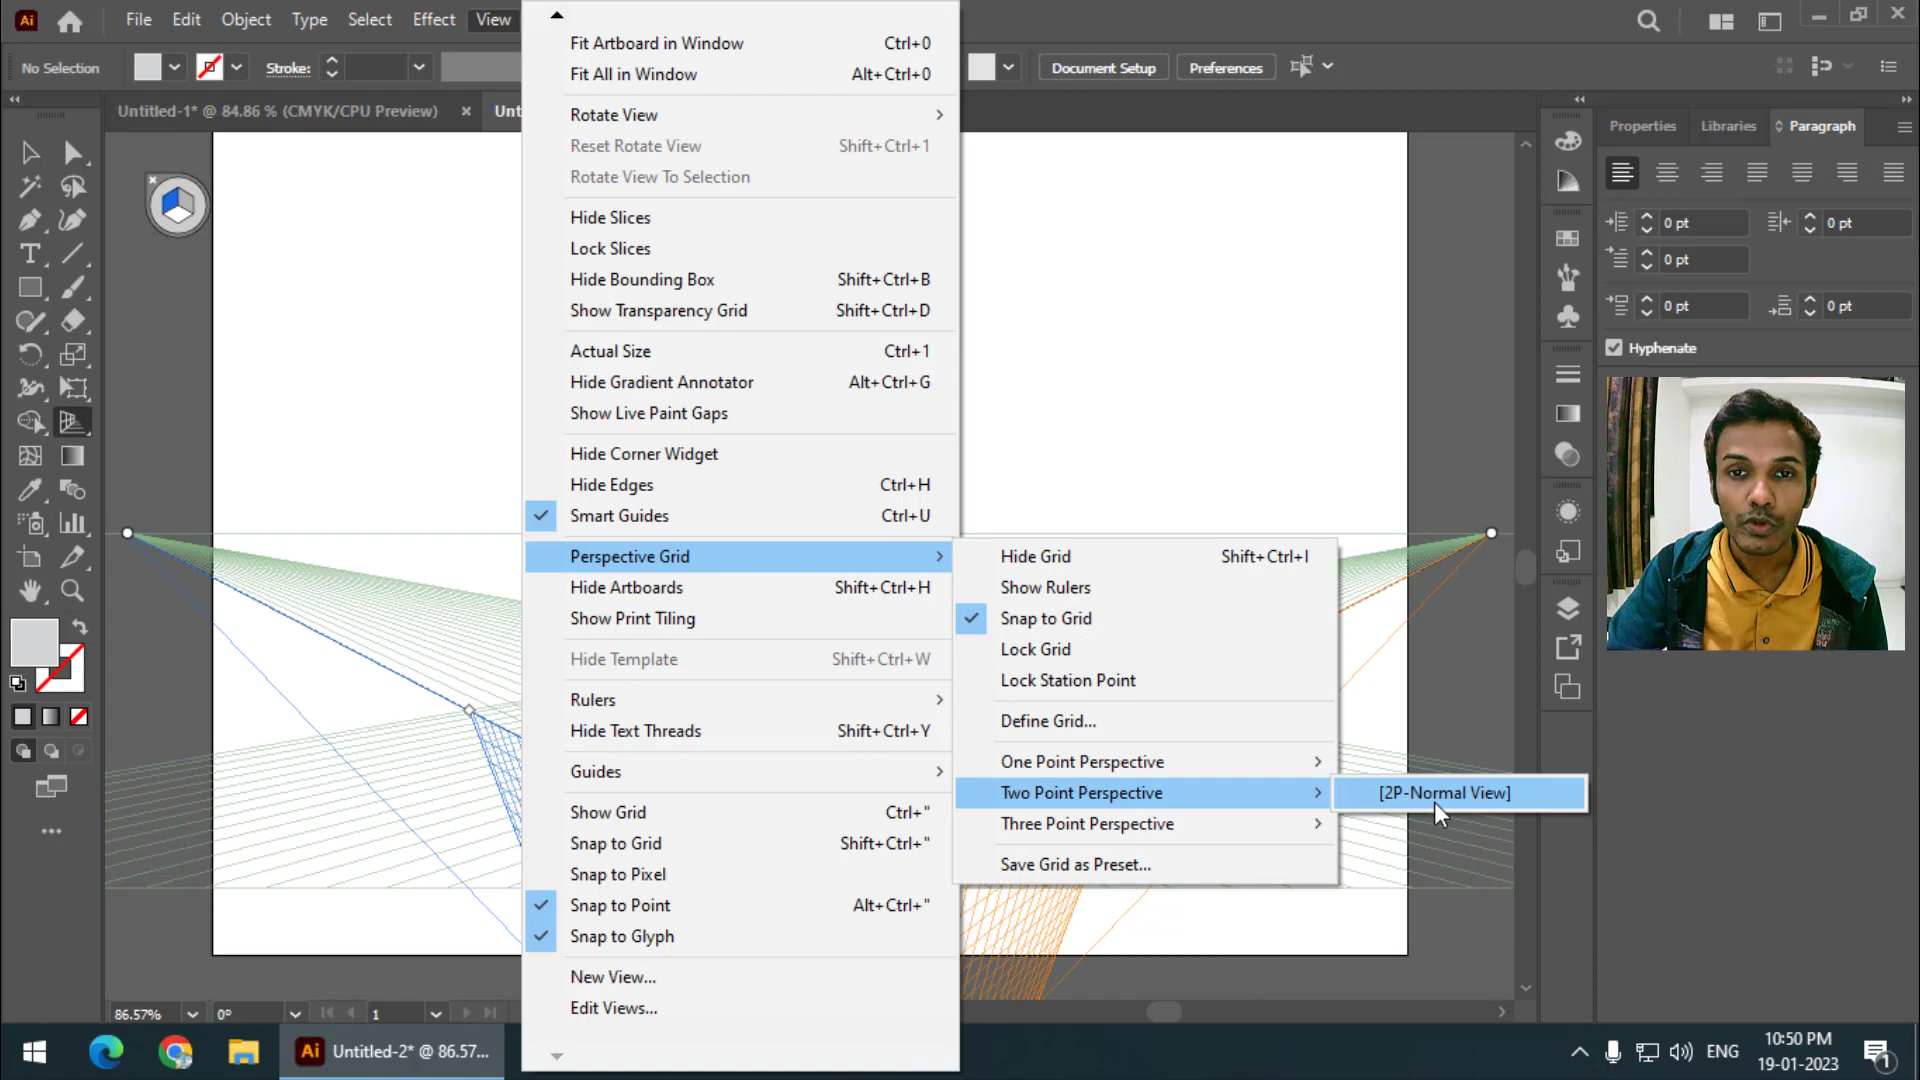 Ai File Edit Object Type Select Effect View
No Selection Stroke: Document Setup Preferences
Untitled-1* @ 84.86 % (CMYK/CPU Preview) × Unt
Fit Artboard in Window Ctrl+0
Fit All in Window Alt+Ctrl+0
Rotate View
Reset Rotate View Shift+Ctrl+1
Rotate View To Selection
Hide Slices
Lock Slices
Hide Bounding Box Shift+Ctrl+B
Show Transparency Grid Shift+Ctrl+D
Actual Size Ctrl+1
Hide Gradient Annotator Alt+Ctrl+G
Show Live Paint Gaps
Hide Corner Widget
Hide Edges Ctrl+H
Smart Guides Ctrl+U
Perspective Grid
Hide Artboards Shift+Ctrl+H
Show Print Tiling
Hide Template Shift+Ctrl+W
Rulers
Hide Text Threads Shift+Ctrl+Y
Guides
Show Grid Ctrl+"
Snap to Grid Shift+Ctrl+"
Snap to Pixel
Snap to Point Alt+Ctrl+"
Snap to Glyph
New View...
Edit Views...
Hide Grid Shift+Ctrl+I
Show Rulers
Snap to Grid
Lock Grid
Lock Station Point
Define Grid...
One Point Perspective
Two Point Perspective
Three Point Perspective
Save Grid as Preset...
[2P-Normal View]
Properties Libraries Paragraph
0 pt 0 pt
0 pt
0 pt 0 pt
Hyphenate
86.57% 0° 1
Ai Untitled-2* @ 86.57...
ENG
10:50 PM
19-01-2023
1